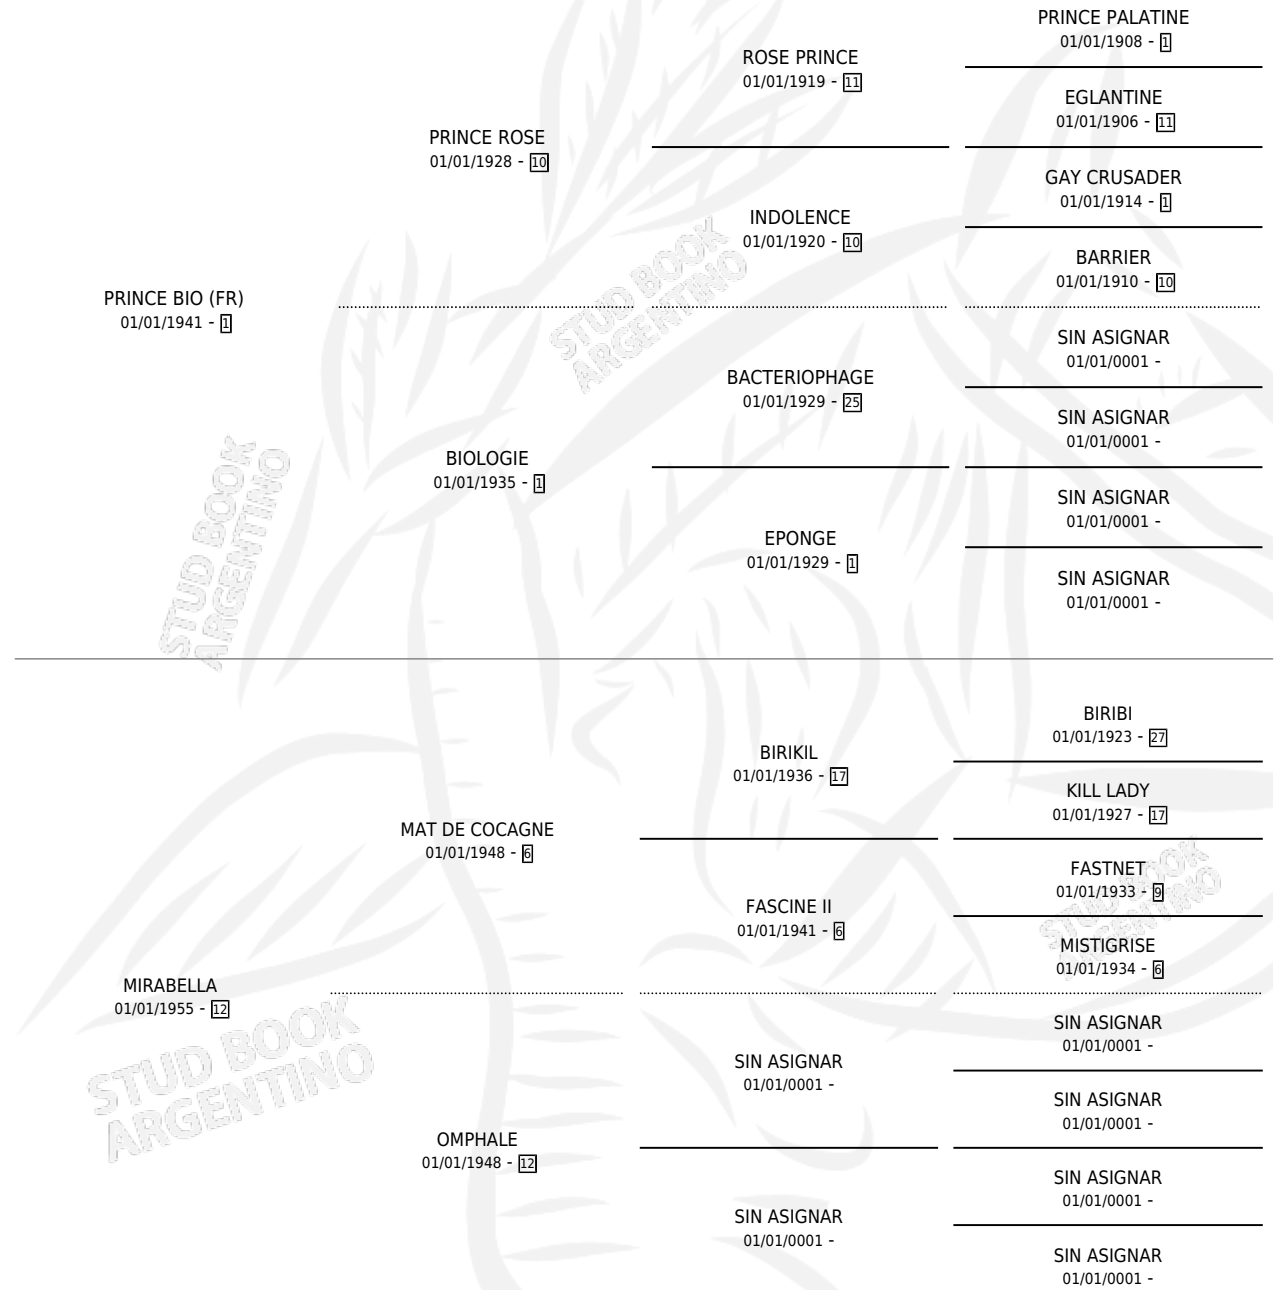 PRINCE PALATINE
01/01/1908 - 1
ROSE PRINCE
01/01/1919 - 11
EGLANTINE
01/01/1906 - 11
PRINCE ROSE
01/01/1928 - 10
GAY CRUSADER
01/01/1914 - 1
INDOLENCE
01/01/1920 - 10
BARRIER
01/01/1910 - 10
PRINCE BIO (FR)
01/01/1941 - 1
SIN ASIGNAR
01/01/0001 -
BACTERIOPHAGE
01/01/1929 - 25
SIN ASIGNAR
01/01/0001 -
BIOLOGIE
01/01/1935 - 1
SIN ASIGNAR
01/01/0001 -
EPONGE
01/01/1929 - 1
SIN ASIGNAR
01/01/0001 -
BIRIBI
01/01/1923 - 27
BIRIKIL
01/01/1936 - 17
KILL LADY
01/01/1927 - 17
MAT DE COCAGNE
01/01/1948 - 6
FASTNET
01/01/1933 - 9
FASCINE II
01/01/1941 - 6
MISTIGRISE
01/01/1934 - 6
MIRABELLA
01/01/1955 - 12
SIN ASIGNAR
01/01/0001 -
SIN ASIGNAR
01/01/0001 -
SIN ASIGNAR
01/01/0001 -
OMPHALE
01/01/1948 - 12
SIN ASIGNAR
01/01/0001 -
SIN ASIGNAR
01/01/0001 -
SIN ASIGNAR
01/01/0001 -
STUD BOOK
ARGENTINO
STUD BOOK
ARGENTINO
STUD BOOK
ARGENTINO
STUD BOOK
ARGENTINO